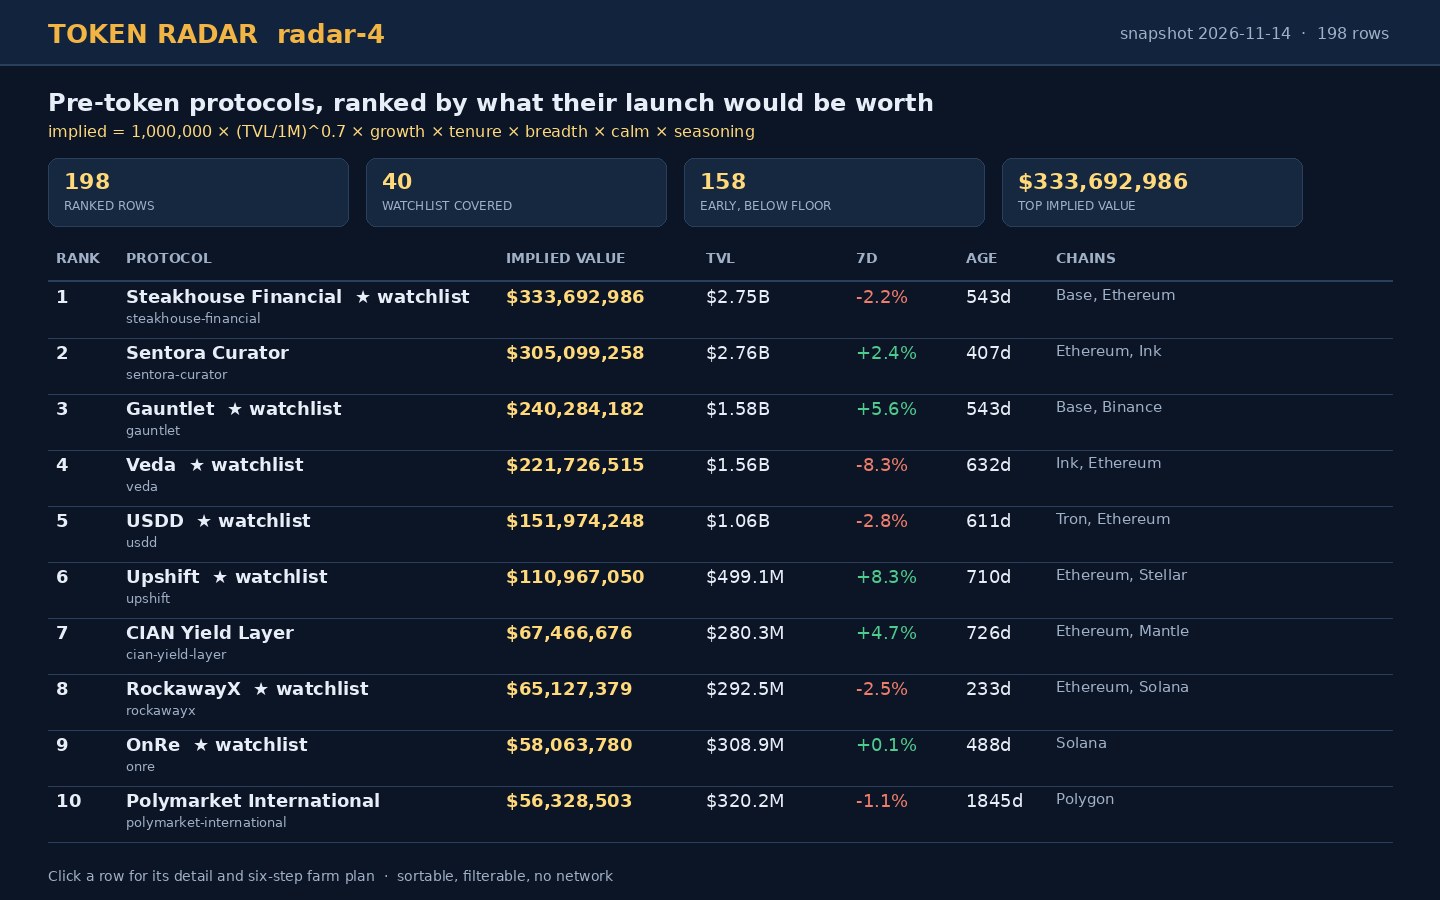 TOKEN RADAR radar-4
snapshot 2026-11-14 · 198 rows
Pre-token protocols, ranked by what their launch would be worth
implied = 1,000,000 × (TVL/1M)^0.7 × growth × tenure × breadth × calm × seasoning
198
RANKED ROWS
40
WATCHLIST COVERED
158
EARLY, BELOW FLOOR
$333,692,986
TOP IMPLIED VALUE
RANK PROTOCOL IMPLIED VALUE TVL 7D AGE CHAINS
1 Steakhouse Financial ★ watchlist $333,692,986 $2.75B -2.2% 543d Base, Ethereum
steakhouse-financial
2 Sentora Curator $305,099,258 $2.76B +2.4% 407d Ethereum, Ink
sentora-curator
3 Gauntlet ★ watchlist $240,284,182 $1.58B +5.6% 543d Base, Binance
gauntlet
4 Veda ★ watchlist $221,726,515 $1.56B -8.3% 632d Ink, Ethereum
veda
5 USDD ★ watchlist $151,974,248 $1.06B -2.8% 611d Tron, Ethereum
usdd
6 Upshift ★ watchlist $110,967,050 $499.1M +8.3% 710d Ethereum, Stellar
upshift
7 CIAN Yield Layer $67,466,676 $280.3M +4.7% 726d Ethereum, Mantle
cian-yield-layer
8 RockawayX ★ watchlist $65,127,379 $292.5M -2.5% 233d Ethereum, Solana
rockawayx
9 OnRe ★ watchlist $58,063,780 $308.9M +0.1% 488d Solana
onre
10 Polymarket International $56,328,503 $320.2M -1.1% 1845d Polygon
polymarket-international
Click a row for its detail and six-step farm plan · sortable, filterable, no network